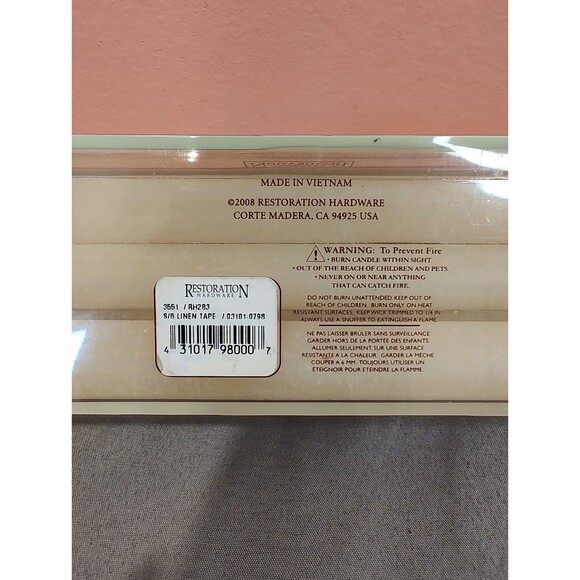 MADE IN VIETNAM
©2008 RESTORATION HARDWARE
CORTE MADERA, CA 94925 USA
WARNING: To Prevent Fire
• BURN CANDLE WITHIN SIGHT.
• OUT OF THE REACH OF CHILDREN AND PETS.
• NEVER ON OR NEAR ANYTHING
THAT CAN CATCH FIRE.
DO NOT BURN UNATTENDED. KEEP OUT OF
REACH OF CHILDREN. BURN ONLY ON HEAT
RESISTANT SURFACES. KEEP WICK TRIMMED TO 1/4 IN
ALWAYS USE A SNUFFER TO EXTINGUISH A FLAME.
NE PAS LAISSER BRÛLER SANS SURVEILLANCE
GARDER HORS DE LA PORTÉE DES ENFANTS.
ALLUMER SEULEMENT SUR UNE SURFACE
RESISTANTE A LA CHALEUR. GARDER LA MÈCHE
COUPER A 6 MM. TOUJOURS UTILISER UN
ÉTEIGNOIR POUR ETEINDRE LA FLAMME.
RESTORATION
HARDWARE
3651 / RH283
S/8 LINEN TAPE / 03101-0798
4 31017 98000 7